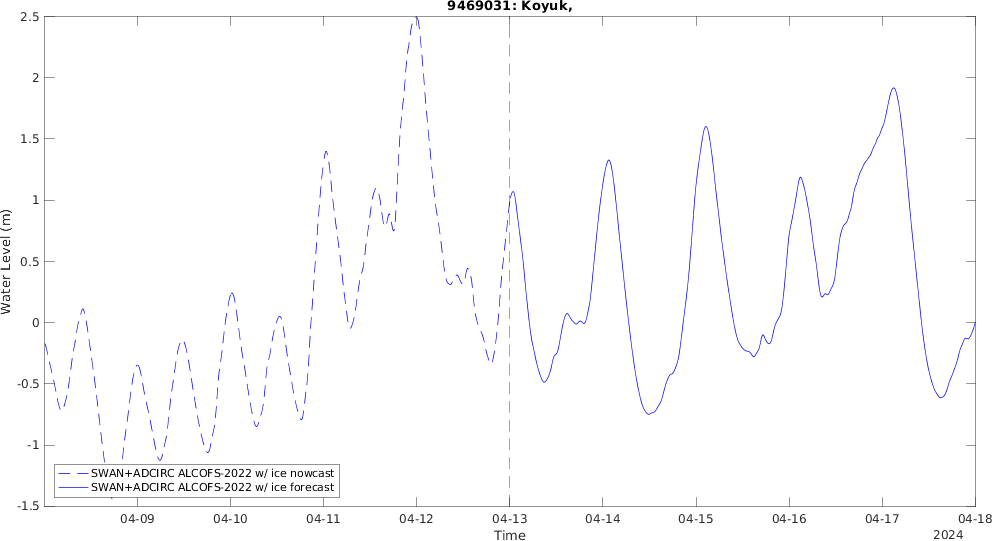 9469031: Koyuk,
2.5
2
1.5
1
0.5
0
-0.5
-1
-1.5
Water Level (m)
SWAN+ADCIRC ALCOFS-2022 w/ ice nowcast
SWAN+ADCIRC ALCOFS-2022 w/ ice forecast
04-09 04-10 04-11 04-12 04-13 04-14 04-15 04-16 04-17 04-18
Time
2024